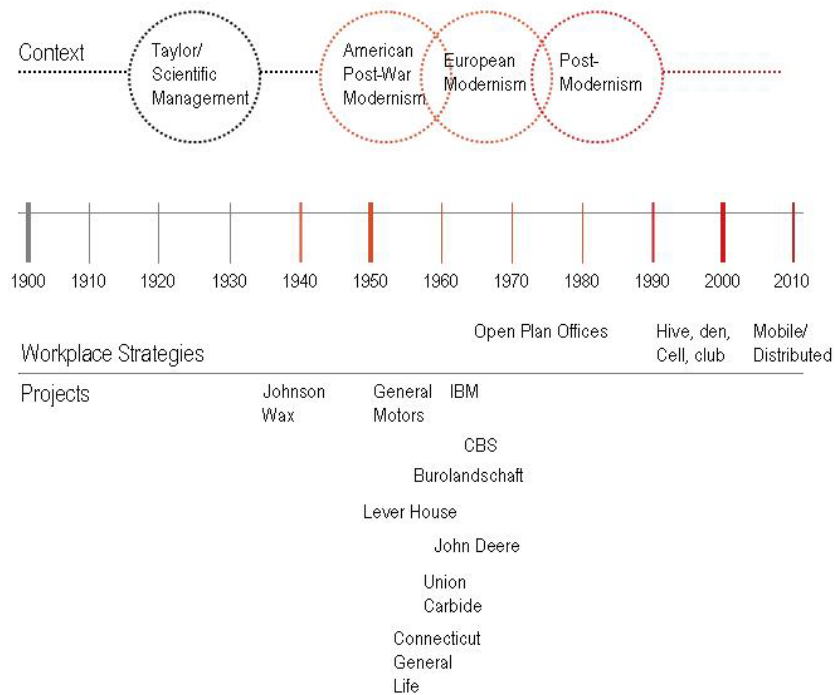 Context
Taylor/
Scientific
Management
American
Post-War
Modernism
European
Modernism
Post-
Modernism
1900 1910 1920 1930 1940 1950 1960 1970 1980 1990 2000 2010
Workplace Strategies
Open Plan Offices
Hive, den,
Cell, club
Mobile/
Distributed
Projects
Johnson
Wax
General
Motors
IBM
CBS
Burolandschaft
Lever House
John Deere
Union
Carbide
Connecticut
General
Life